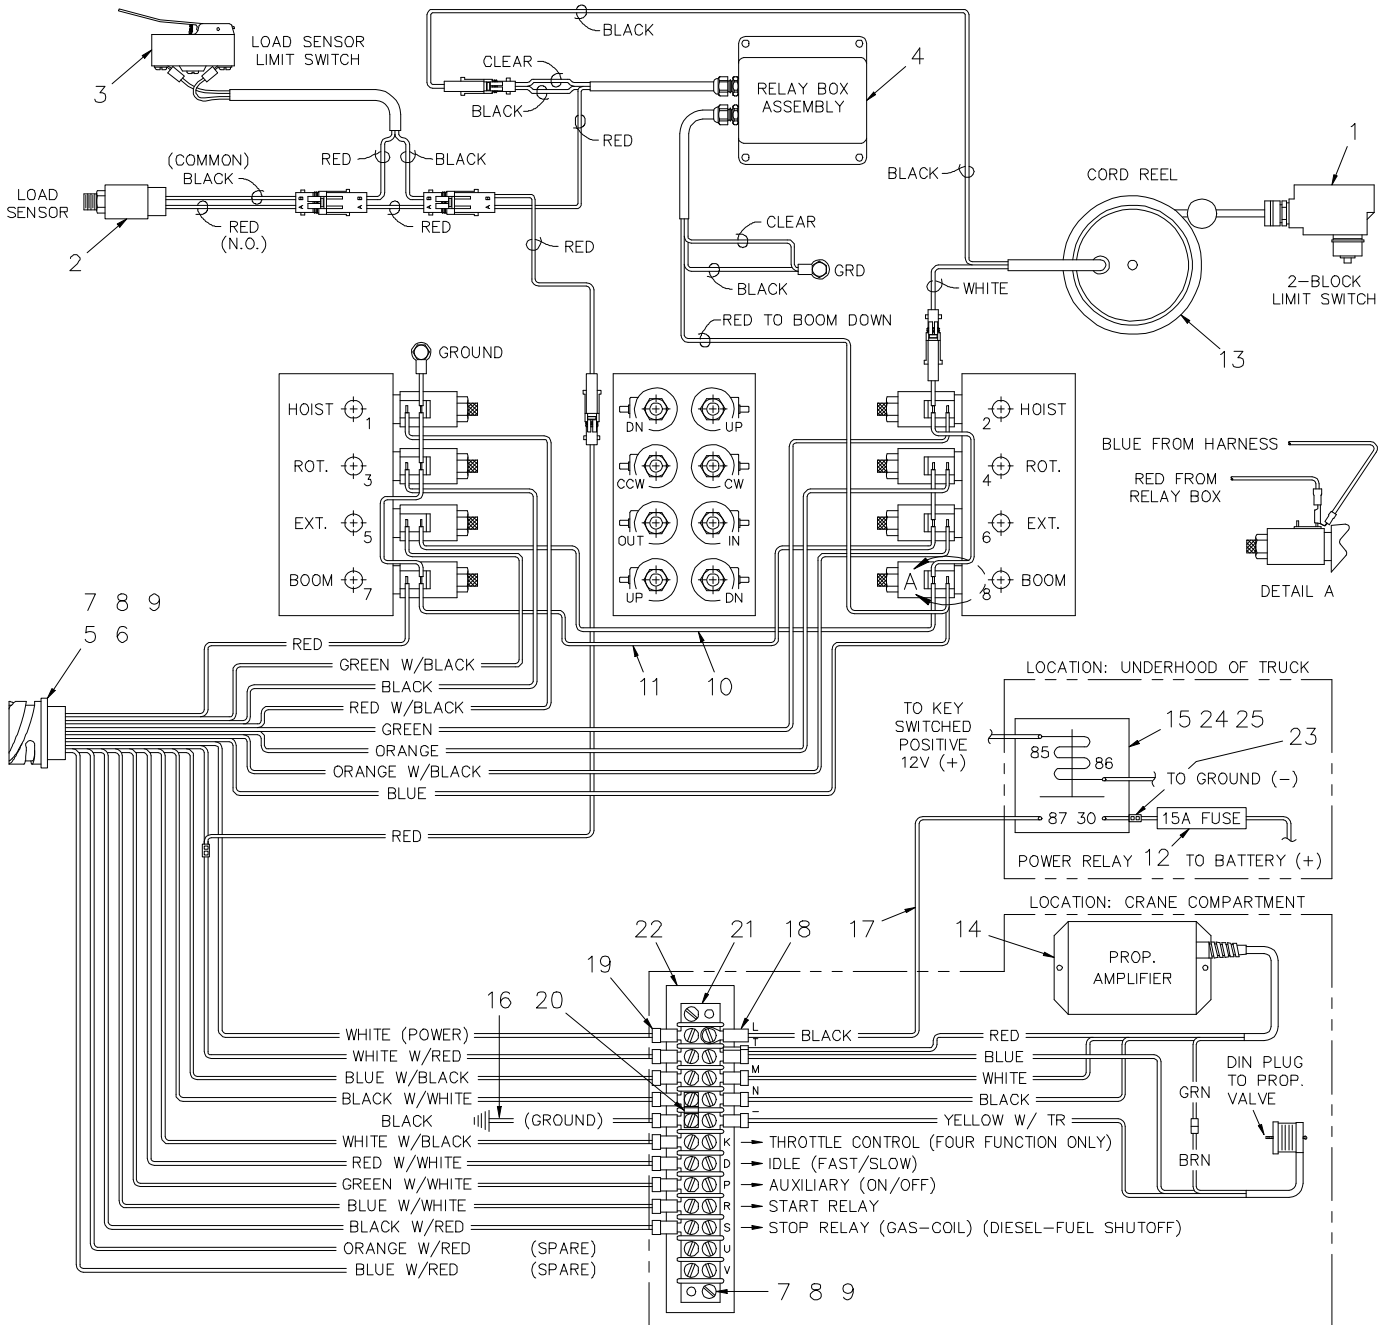 BLACK
LOAD SENSOR
LIMIT SWITCH
3
CLEAR
BLACK
RELAY BOX
ASSEMBLY
4
RED
(COMMON)
BLACK
RED
BLACK
BLACK
1
CORD REEL
LOAD
SENSOR
B
A
B
A
B
A
B
A
RED
(N.O.)
RED
2
RED
CLEAR
BLACK
GRD
WHITE
2-BLOCK
LIMIT SWITCH
RED TO BOOM DOWN
13
GROUND
HOIST
1
ROT.
3
EXT.
5
BOOM
7
DN
UP
CCW
CW
OUT
IN
UP
DN
2
HOIST
4
ROT.
6
EXT.
A
8
BOOM
BLUE FROM HARNESS
RED FROM
RELAY BOX
DETAIL A
7 8 9
5 6
RED
GREEN W/BLACK
BLACK
RED W/BLACK
GREEN
ORANGE
ORANGE W/BLACK
BLUE
RED
11
10
LOCATION: UNDERHOOD OF TRUCK
TO KEY
SWITCHED
POSITIVE
12V (+)
85
86
15 24 25
23
TO GROUND (-)
87 30
15A FUSE
POWER RELAY
12
TO BATTERY (+)
LOCATION: CRANE COMPARTMENT
17
14
PROP.
AMPLIFIER
22
21
18
19
16
20
WHITE (POWER)
L
BLACK
RED
WHITE W/RED
T
BLUE
BLUE W/BLACK
M
WHITE
BLACK W/WHITE
N
BLACK
BLACK
(GROUND)
-
YELLOW W/ TR
GRN
BRN
DIN PLUG
TO PROP.
VALVE
WHITE W/BLACK
K
THROTTLE CONTROL (FOUR FUNCTION ONLY)
RED W/WHITE
D
IDLE (FAST/SLOW)
GREEN W/WHITE
P
AUXILIARY (ON/OFF)
BLUE W/WHITE
R
START RELAY
BLACK W/RED
S
STOP RELAY (GAS-COIL) (DIESEL-FUEL SHUTOFF)
ORANGE W/RED
(SPARE)
U
BLUE W/RED
(SPARE)
V
7 8 9